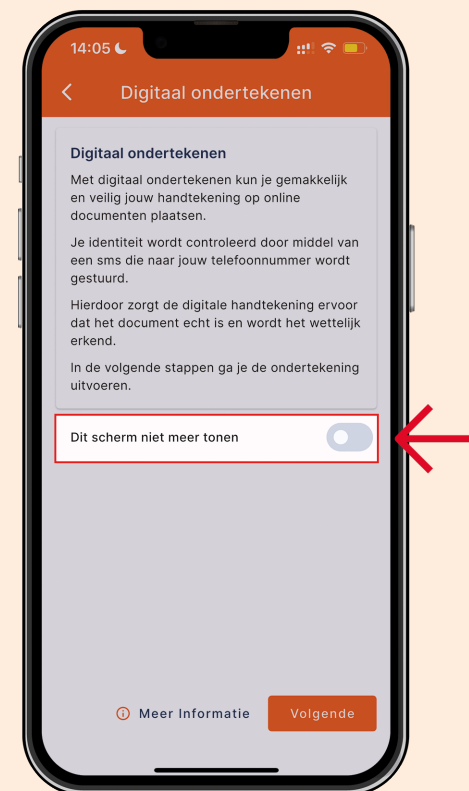 14:05
Digitaal ondertekenen
Digitaal ondertekenen
Met digitaal ondertekenen kun je gemakkelijk
en veilig jouw handtekening op online
documenten plaatsen.
Je identiteit wordt controleerd door middel van
een sms die naar jouw telefoonnummer wordt
gestuurd.
Hierdoor zorgt de digitale handtekening ervoor
dat het document echt is en wordt het wettelijk
erkend.
In de volgende stappen ga je de ondertekening
uitvoeren.
Dit scherm niet meer tonen
Meer Informatie
Volgende